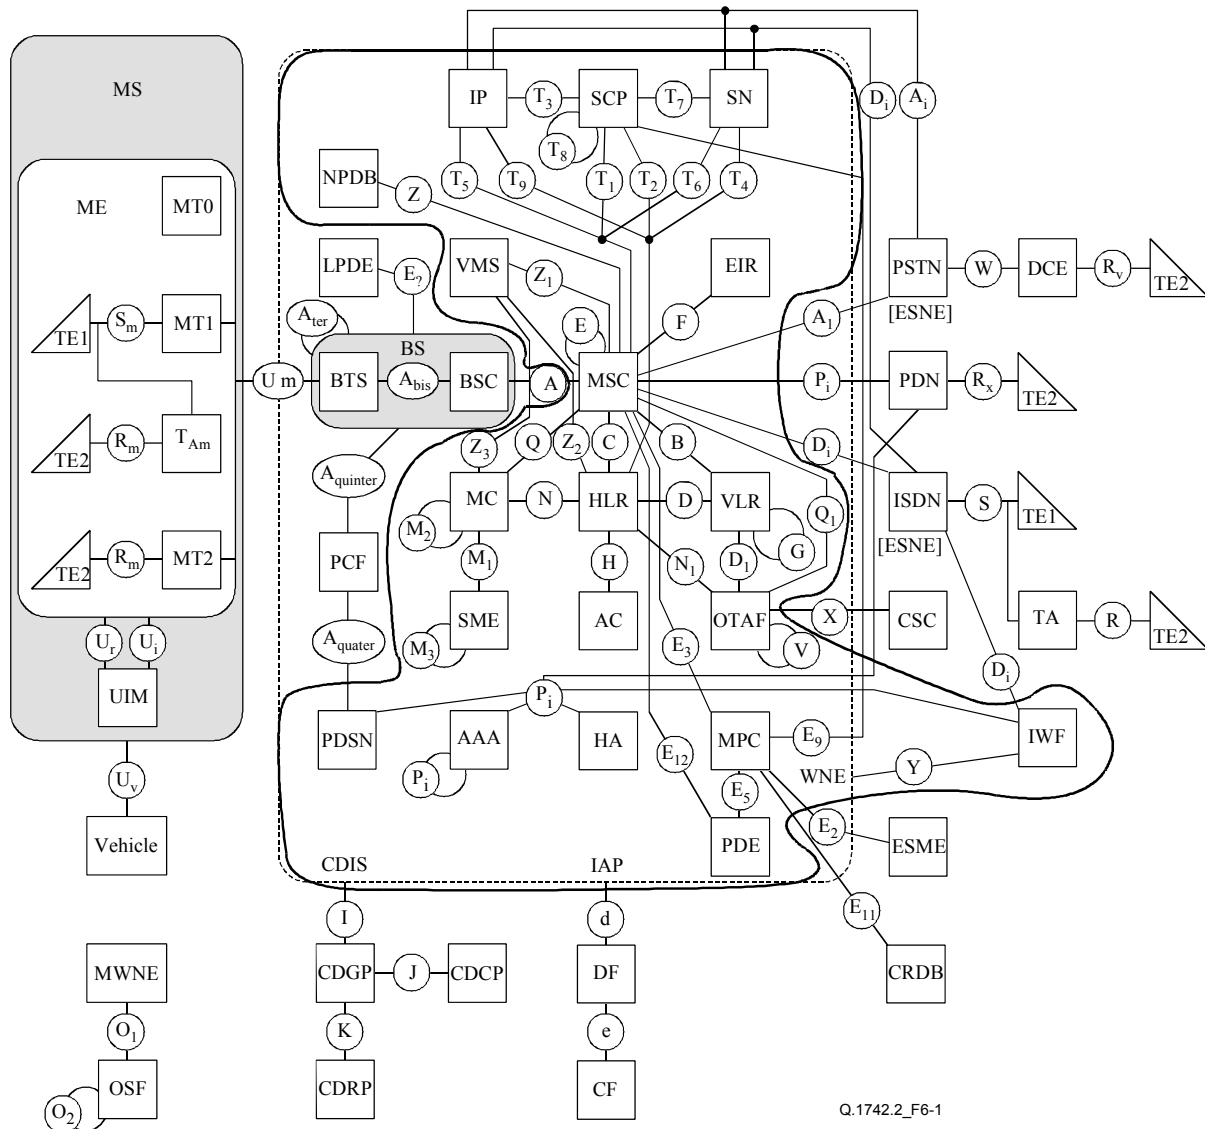 MS
IP
T3
SCP
T7
SN
Di
Ai
T8
NPDB
Z
T5
T9
T1
T2
T6
T4
ME
MT0
LPDE
E?
VMS
Z1
EIR
PSTN
W
DCE
Rv
TE2
[ESNE]
TE1
Sm
MT1
Ater
BS
E
F
A1
U m
BTS
Abis
BSC
A
MSC
Pi
PDN
Rx
TE2
TE2
Rm
TAm
Aquinter
Z3
Q
Z2
C
B
Di
MC
N
HLR
D
VLR
Q1
ISDN
S
TE1
[ESNE]
M2
G
TE2
Rm
MT2
PCF
M1
H
N1
D1
Ur
Ui
Aquater
SME
M3
AC
E3
OTAF
V
X
CSC
TA
R
TE2
Di
UIM
Pi
PDSN
AAA
HA
MPC
E9
IWF
Pi
E12
WNE
Y
Uv
E5
Vehicle
PDE
E2
ESME
CDIS
IAP
I
d
E11
MWNE
CDGP
J
CDCP
DF
CRDB
O1
K
e
OSF
O2
CDRP
CF
Q.1742.2_F6-1